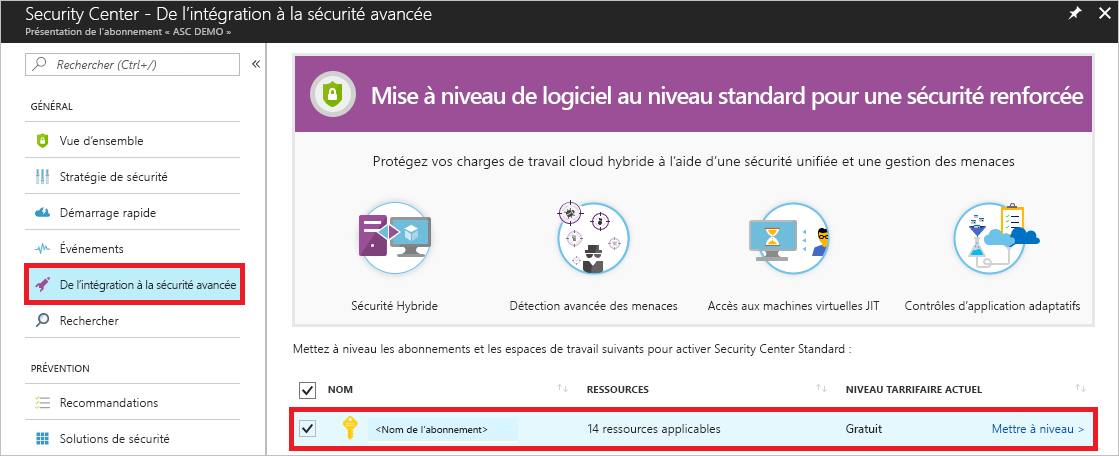 Security Center - De l'intégration à la sécurité avancée
Présentation de l'abonnement « ASC DEMO »
Rechercher (Ctrl+/)
«
GÉNÉRAL
Vue d'ensemble
Stratégie de sécurité
Démarrage rapide
Événements
De l'intégration à la sécurité avancée
Rechercher
PRÉVENTION
Recommandations
Solutions de sécurité
Mise à niveau de logiciel au niveau standard pour une sécurité renforcée
Protégez vos charges de travail cloud hybride à l'aide d'une sécurité unifiée et une gestion des menaces
Sécurité Hybride
Détection avancée des menaces
Accès aux machines virtuelles JIT
Contrôles d'application adaptatifs
Mettez à niveau les abonnements et les espaces de travail suivants pour activer Security Center Standard :
NOM RESSOURCES NIVEAU TARRIFAIRE ACTUEL
<Nom de l'abonnement> 14 ressources applicables Gratuit Mettre à niveau >